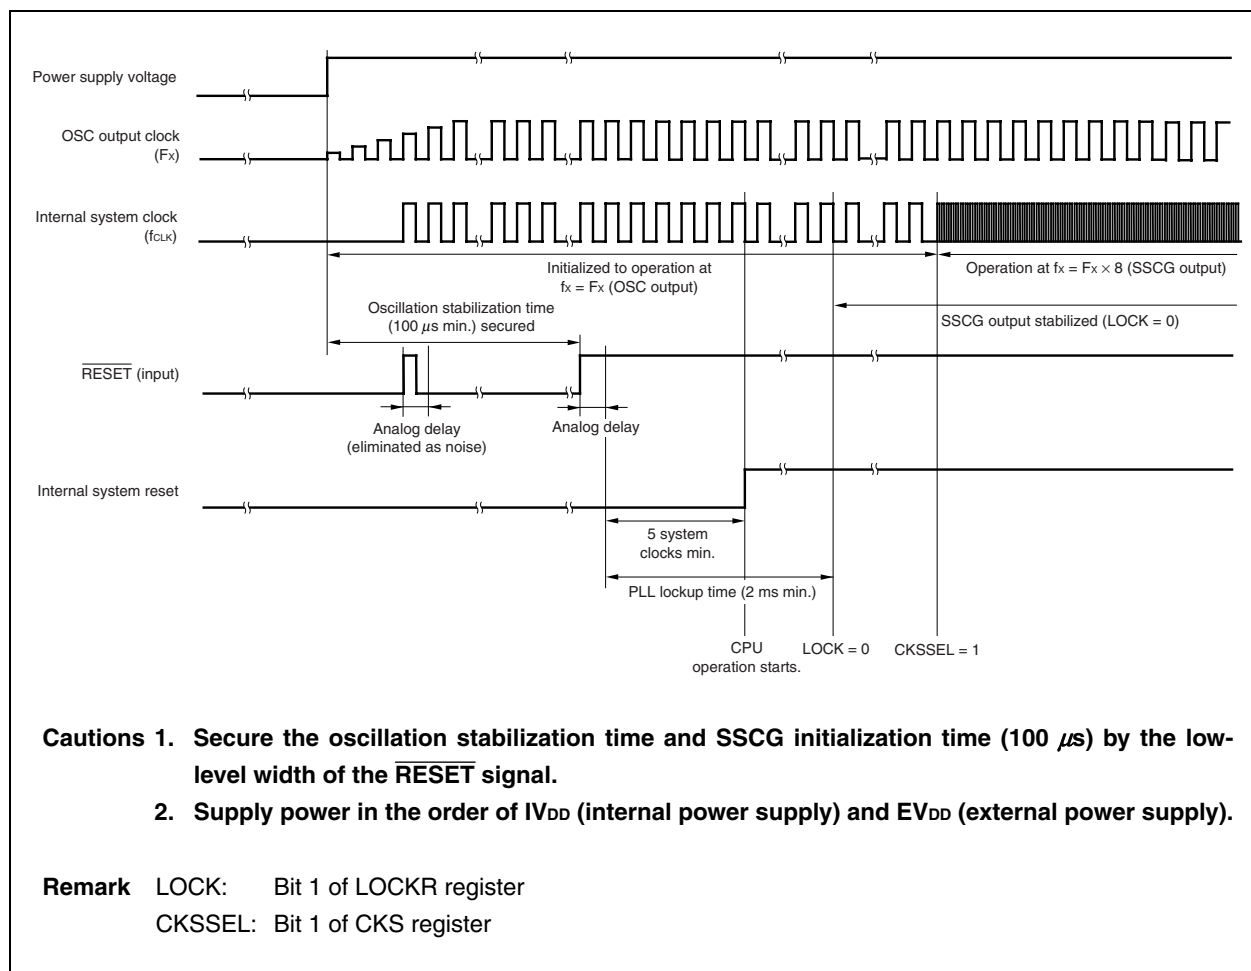 Power supply voltage
OSC output clock
(Fx)
Internal system clock
(fCLK)
Initialized to operation at
fx = Fx (OSC output)
Operation at fx = Fx × 8 (SSCG output)
Oscillation stabilization time
(100 μs min.) secured
SSCG output stabilized (LOCK = 0)
RESET (input)
Analog delay
(eliminated as noise)
Analog delay
Internal system reset
5 system
clocks min.
PLL lockup time (2 ms min.)
CPU
operation starts.
LOCK = 0
CKSSEL = 1
Cautions 1. Secure the oscillation stabilization time and SSCG initialization time (100 μs) by the low-
level width of the RESET signal.
2. Supply power in the order of IVDD (internal power supply) and EVDD (external power supply).
Remark LOCK: Bit 1 of LOCKR register
CKSSEL: Bit 1 of CKS register